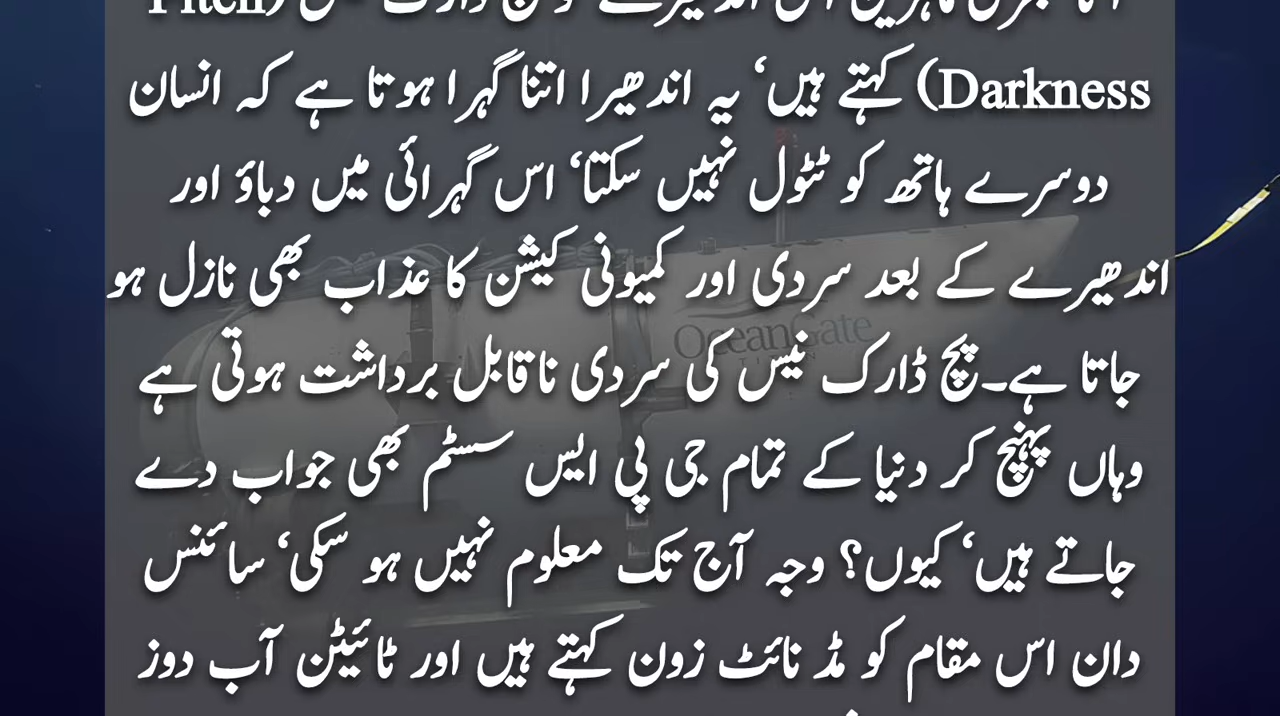 Darkness) کہتے ہیں‘ یہ اندھیرا اتنا گہرا ہوتا ہے کہ انسان
دوسرے ہاتھ کو ٹٹول نہیں سکتا‘ اس گہرائی میں دباؤ اور
اندھیرے کے بعد سردی اور کمیونی کیشن کا عذاب بھی نازل ہو
جاتا ہے۔ پچ ڈارک نیس کی سردی ناقابل برداشت ہوتی ہے
وہاں پہنچ کر دنیا کے تمام جی پی ایس سسٹم بھی جواب دے
جاتے ہیں‘ کیوں؟ وجہ آج تک معلوم نہیں ہو سکی‘ سائنس
دان اس مقام کو مڈ نائٹ زون کہتے ہیں اور ٹائیٹن آب دوز
OceanGate
TITAN